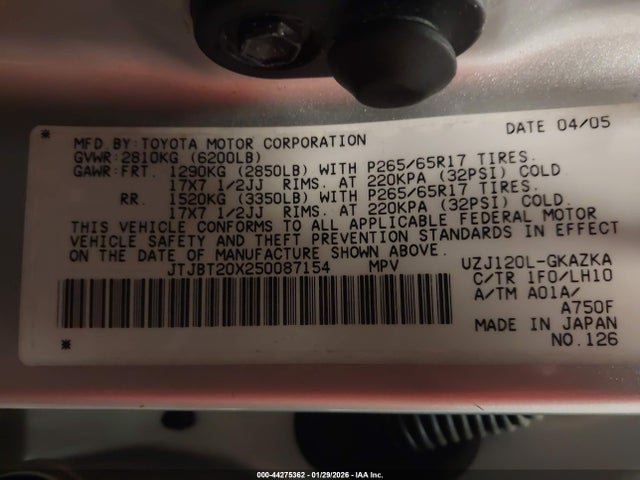 * DATE 04/05
MFD.BY:TOYOTA MOTOR CORPORATION
GVWR:2810KG (6200LB)
GAWR:FRT. 1290KG (2850LB) WITH P265/65R17 TIRES.
17X7 1/2JJ RIMS. AT 220KPA (32PSI) COLD
RR. 1520KG (3350LB) WITH P265/65R17 TIRES.
17X7 1/2JJ RIMS. AT 220KPA (32PSI) COLD.
THIS VEHICLE CONFORMS TO ALL APPLICABLE FEDERAL MOTOR
VEHICLE SAFETY AND THEFT PREVENTION STANDARDS IN EFFECT
ON THE DATE OF MANUFACTURE SHOWN ABOVE.
JTJBT20X250087154 MPV UZJ120L-GKAZKA
C/TR 1F0/LH10
A/TM A01A/
A750F
MADE IN JAPAN
* NO.126
000-44275362 - 01/29/2026 - IAA Inc.